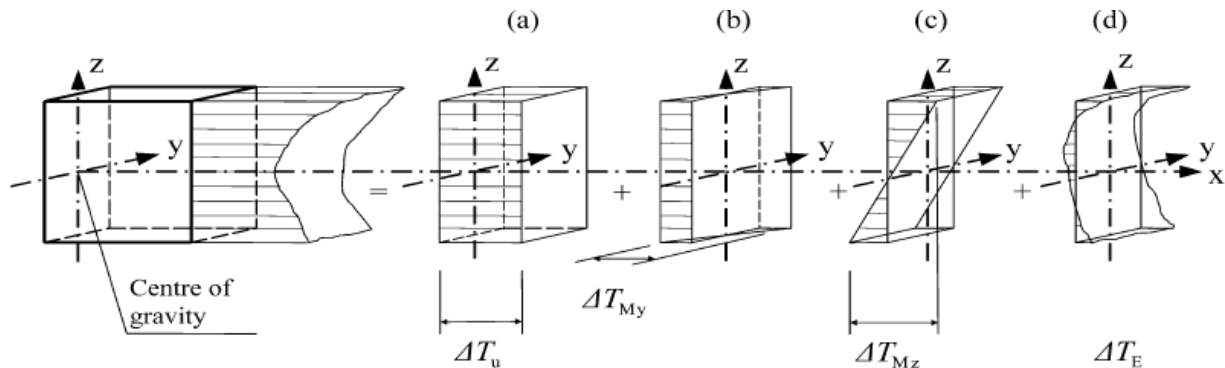 (a) (b) (c) (d)
z z z z z
y y y y y
x
= + + +
Centre of
gravity
ΔT_My
ΔT_u ΔT_Mz ΔT_E